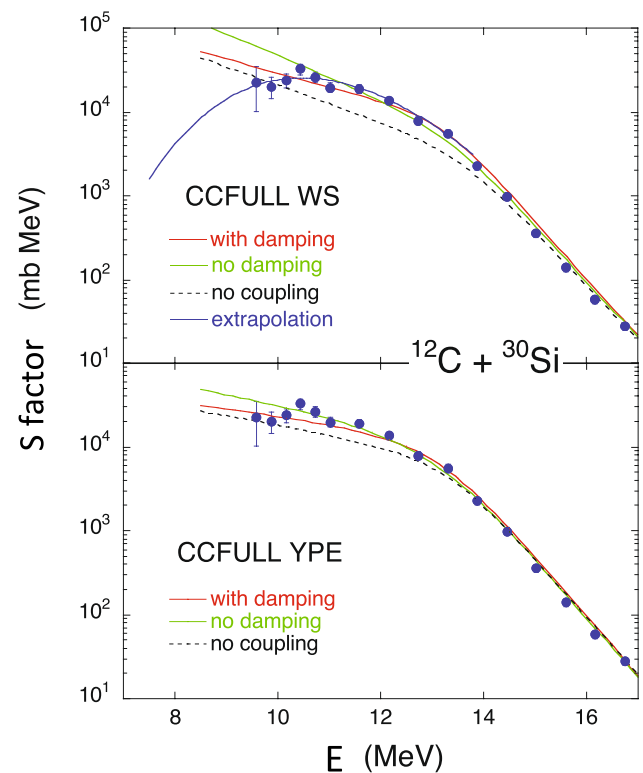 10^5
10^4
10^3
10^2
10^1
CCFULL WS
with damping
no damping
no coupling
extrapolation
^12C + ^30Si
S factor (mb MeV)
10^4
10^3
10^2
10^1
CCFULL YPE
with damping
no damping
no coupling
8 10 12 14 16
E (MeV)